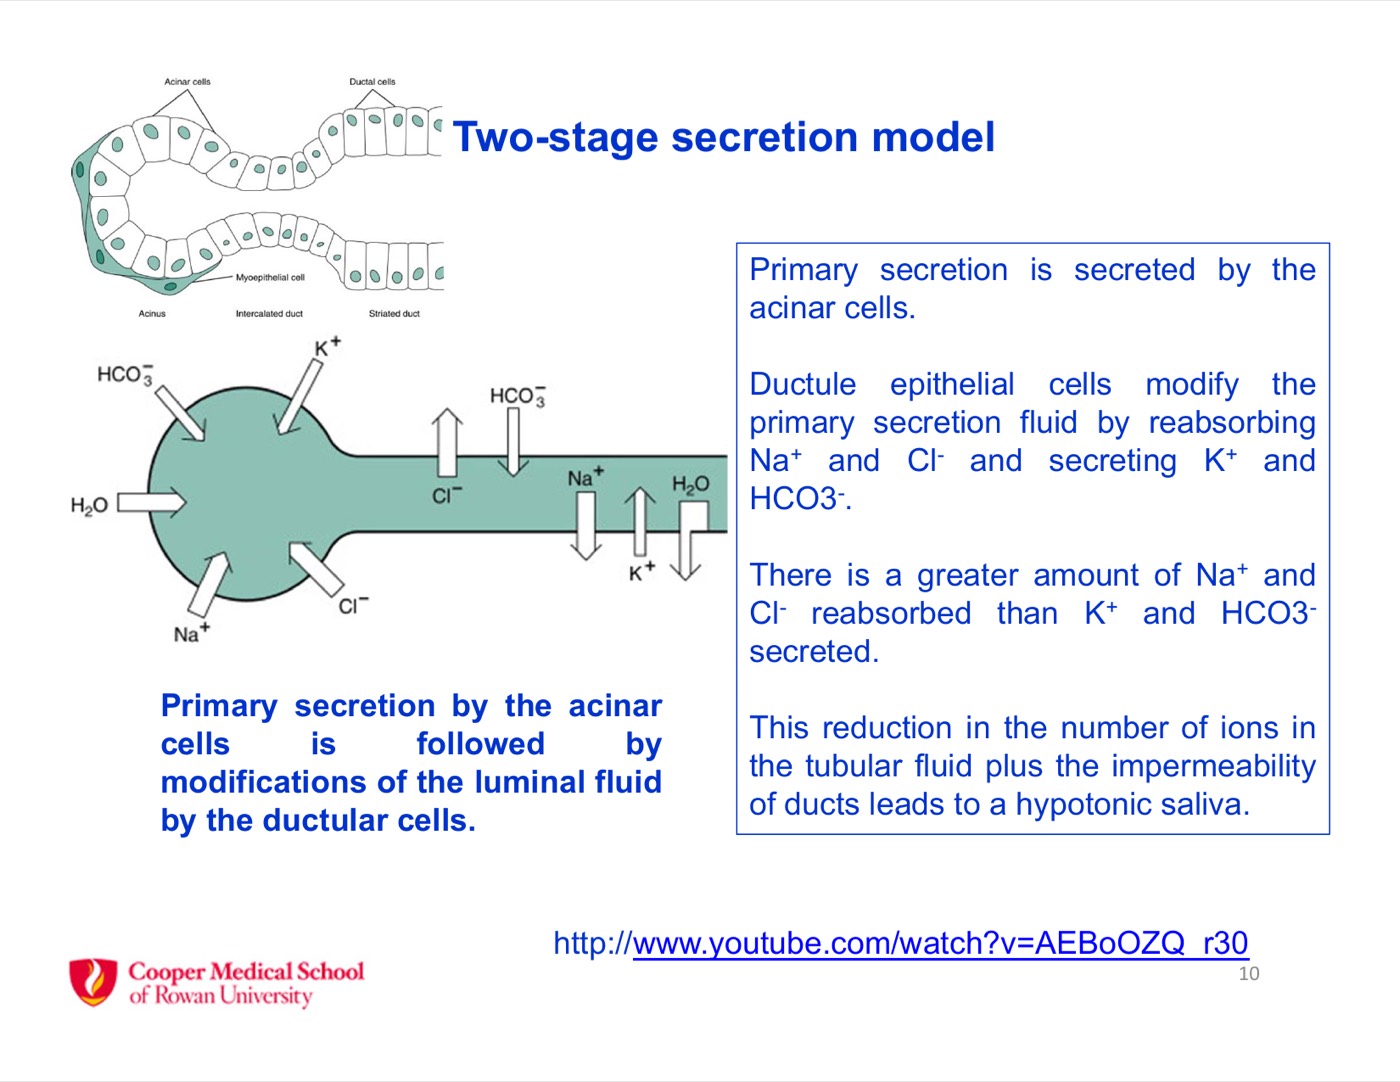 Acinar cells
Ductal cells
Two-stage secretion model
Myoepithelial cell
Acinus
Intercalated duct
Striated duct
K⁺
HCO₃⁻
HCO₃⁻
H₂O
Cl⁻
Na⁺
H₂O
K⁺
Cl⁻
Na⁺
Primary secretion by the acinar
cells is followed by
modifications of the luminal fluid
by the ductular cells.
Primary secretion is secreted by the
acinar cells.
Ductule epithelial cells modify the
primary secretion fluid by reabsorbing
Na⁺ and Cl⁻ and secreting K⁺ and
HCO3⁻.
There is a greater amount of Na⁺ and
Cl⁻ reabsorbed than K⁺ and HCO3⁻
secreted.
This reduction in the number of ions in
the tubular fluid plus the impermeability
of ducts leads to a hypotonic saliva.
http://www.youtube.com/watch?v=AEBoOZQ_r30
10
Cooper Medical School
of Rowan University